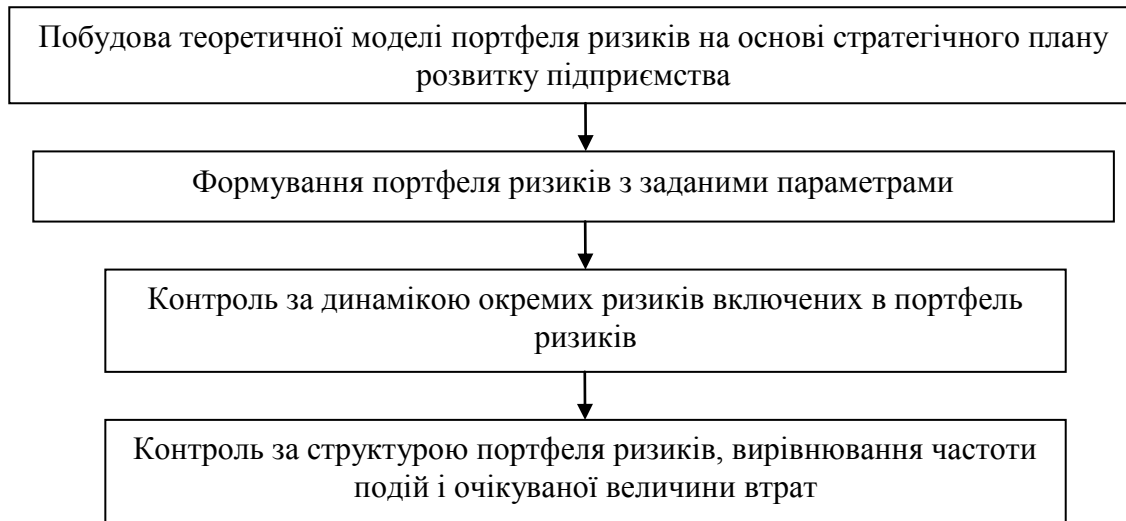 Побудова теоретичної моделі портфеля ризиків на основі стратегічного плану
розвитку підприємства
Формування портфеля ризиків з заданими параметрами
Контроль за динамікою окремих ризиків включених в портфель
ризиків
Контроль за структурою портфеля ризиків, вирівнювання частоти
подій і очікуваної величини втрат